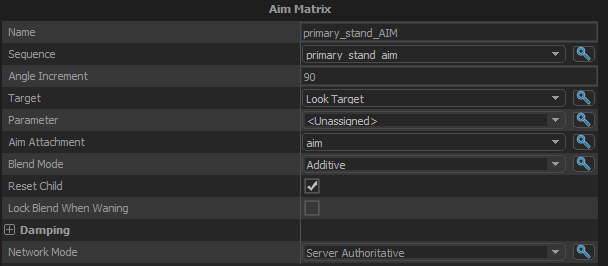 Aim Matrix
Name primary_stand_AIM
Sequence primary_stand_aim
Angle Increment 90
Target Look Target
Parameter <Unassigned>
Aim Attachment aim
Blend Mode Additive
Reset Child
Lock Blend When Waning
Damping
Network Mode Server Authoritative